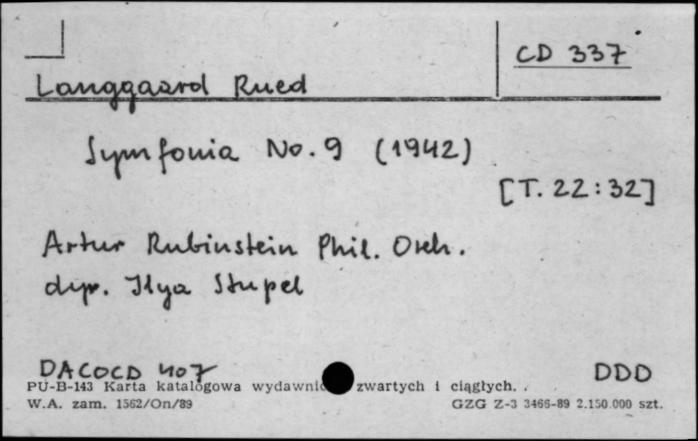 CD 337
Langgaard Rued
Symfonia No. 9 (1942)
[T. 22:32]
Artur Rubinstein Phil. Orch.
dyr. Ilya Stupel
DACOCD 407 DDD
PU-B-143 Karta katalogowa wydawnic zwartych i ciągłych.
W.A. zam. 1562/On/89 GZG Z-3 3466-89 2.150.000 szt.